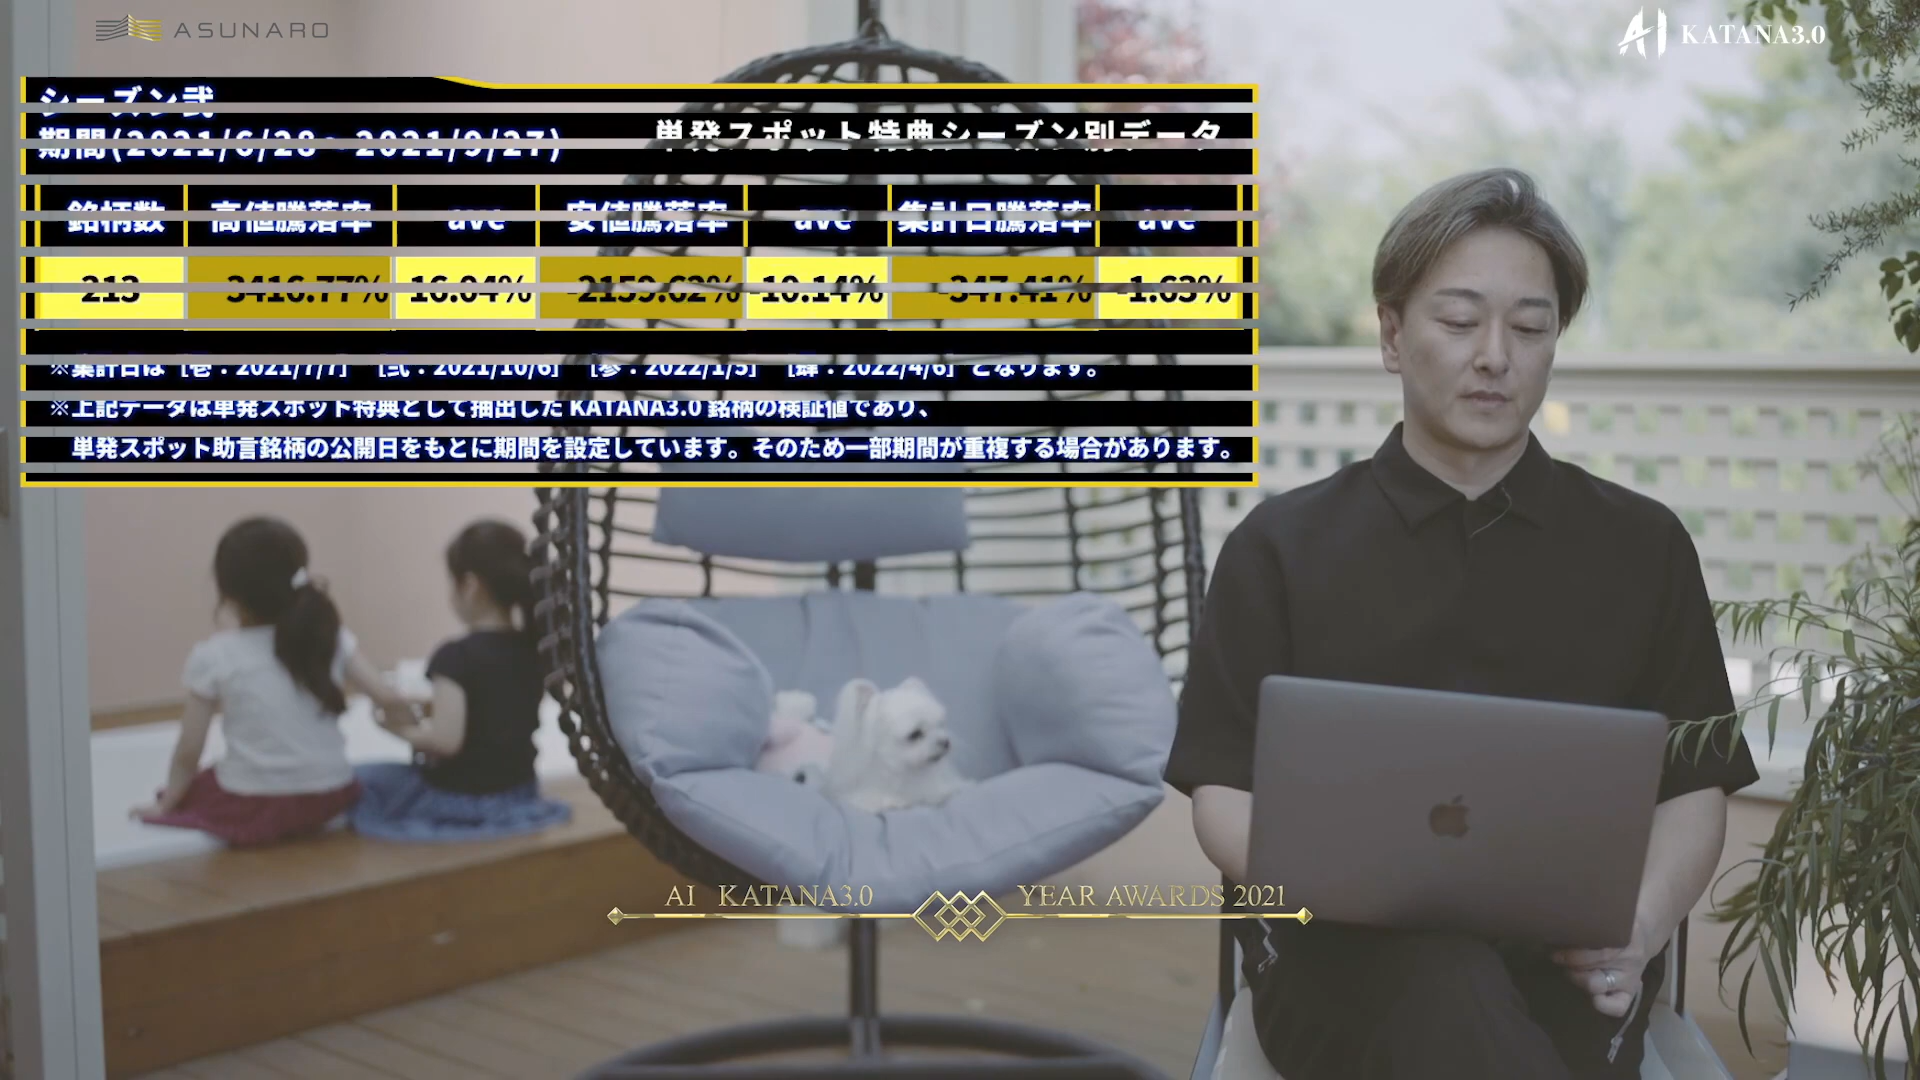 ASUNARO
AI KATANA3.0
シーズン弐
期間(2021/6/28~2021/9/27)
単発スポット特典シーズン別データ
銘柄数 高値騰落率 ave 安値騰落率 ave 集計日騰落率 ave
213 3416.77% 16.04% -2159.62% -10.14% -347.41% -1.63%
※集計日は [壱:2021/7/7] [弐:2021/10/6] [参:2022/1/5] [肆:2022/4/6] となります。
※上記データは単発スポット特典として抽出した KATANA3.0 銘柄の検証値であり、
単発スポット助言銘柄の公開日をもとに期間を設定しています。そのため一部期間が重複する場合があります。
AI KATANA3.0 YEAR AWARDS 2021